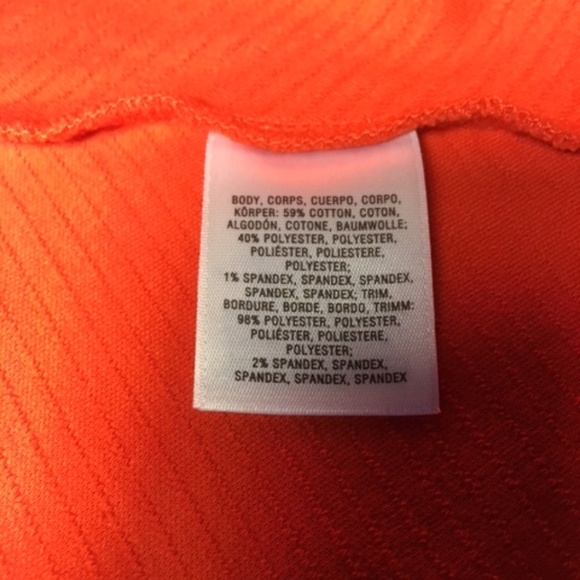 BODY, CORPS, CUERPO, CORPO,
KÖRPER: 59% COTTON, COTON,
ALGODÓN, COTONE, BAUMWOLLE;
40% POLYESTER, POLYESTER,
POLIÉSTER, POLIESTERE,
POLYESTER;
1% SPANDEX, SPANDEX, SPANDEX,
SPANDEX, SPANDEX; TRIM,
BORDURE, BORDE, BORDO, TRIMM:
98% POLYESTER, POLYESTER,
POLIÉSTER, POLIESTERE,
POLYESTER;
2% SPANDEX, SPANDEX,
SPANDEX, SPANDEX, SPANDEX